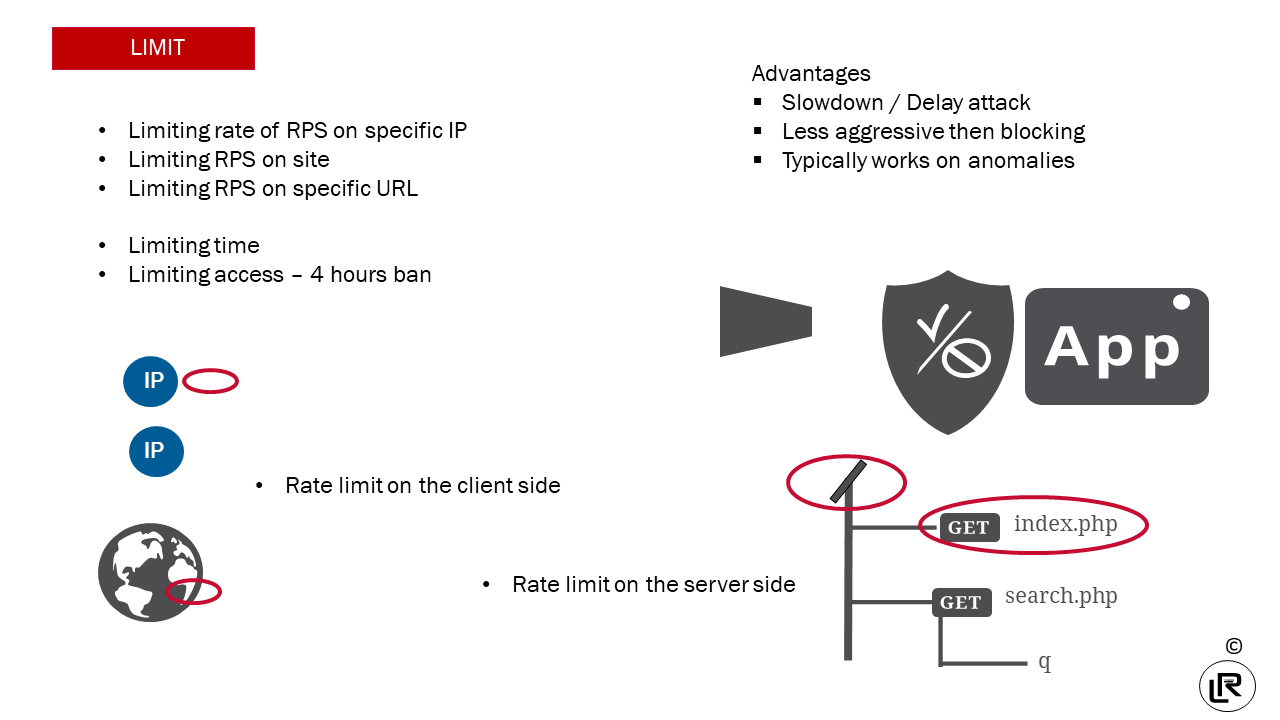 LIMIT
• Limiting rate of RPS on specific IP
• Limiting RPS on site
• Limiting RPS on specific URL
• Limiting time
• Limiting access – 4 hours ban
Advantages
▪ Slowdown / Delay attack
▪ Less aggressive then blocking
▪ Typically works on anomalies
App
IP
IP
• Rate limit on the client side
• Rate limit on the server side
GET index.php
GET search.php
q
©
LR